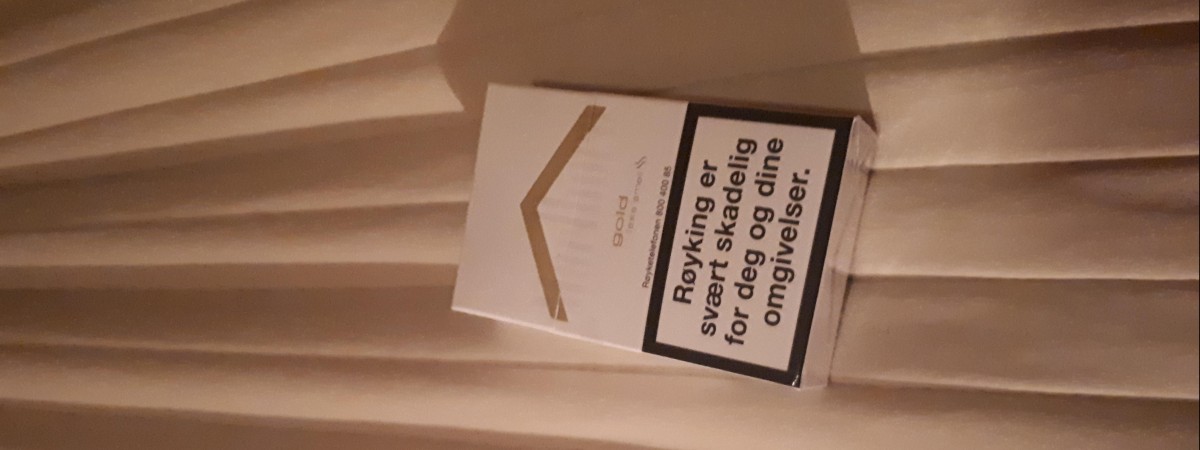 gold
Røyketelefonen 800 400 85
Røyking er
svært skadelig
for deg og dine
omgivelser.